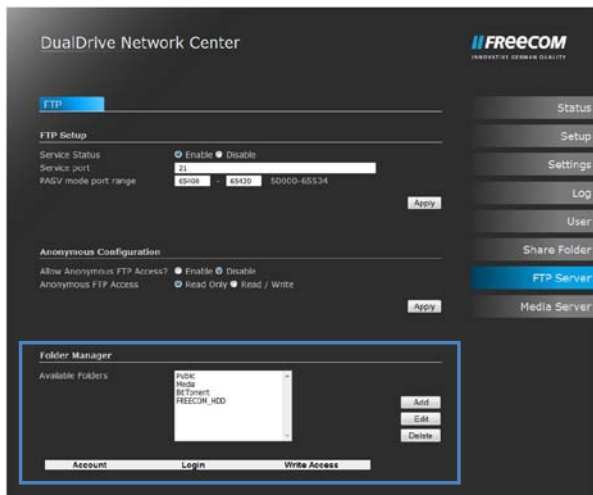 DualDrive Network Center
FREECOM
INNOVATIVE GERMAN QUALITY
FTP
FTP Setup
Service Status Enable Disable
Service port 21
PASV mode port range 65408 - 65420 50000-65534
Apply
Anonymous Configuration
Allow Anonymous FTP Access? Enable Disable
Anonymous FTP Access Read Only Read / Write
Apply
Folder Manager
Available Folders
Public
Media
BitTorrent
FREECOM_HDD
Add
Edit
Delete
Account Login Write Access
Status
Setup
Settings
Log
User
Share Folder
FTP Server
Media Server